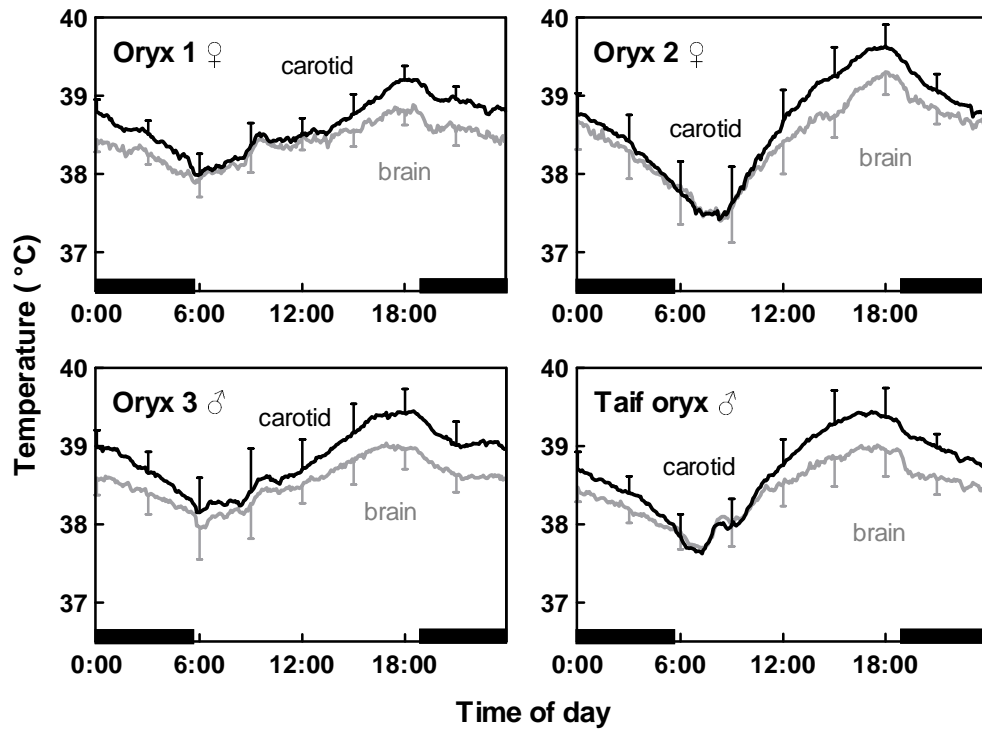 Temperature ( °C)
40
39
38
37
Oryx 1 ♀
carotid
brain
0:00 6:00 12:00 18:00
40
39
38
37
Oryx 2 ♀
carotid
brain
0:00 6:00 12:00 18:00
40
39
38
37
Oryx 3 ♂
carotid
brain
0:00 6:00 12:00 18:00
40
39
38
37
Taif oryx ♂
carotid
brain
0:00 6:00 12:00 18:00
Time of day